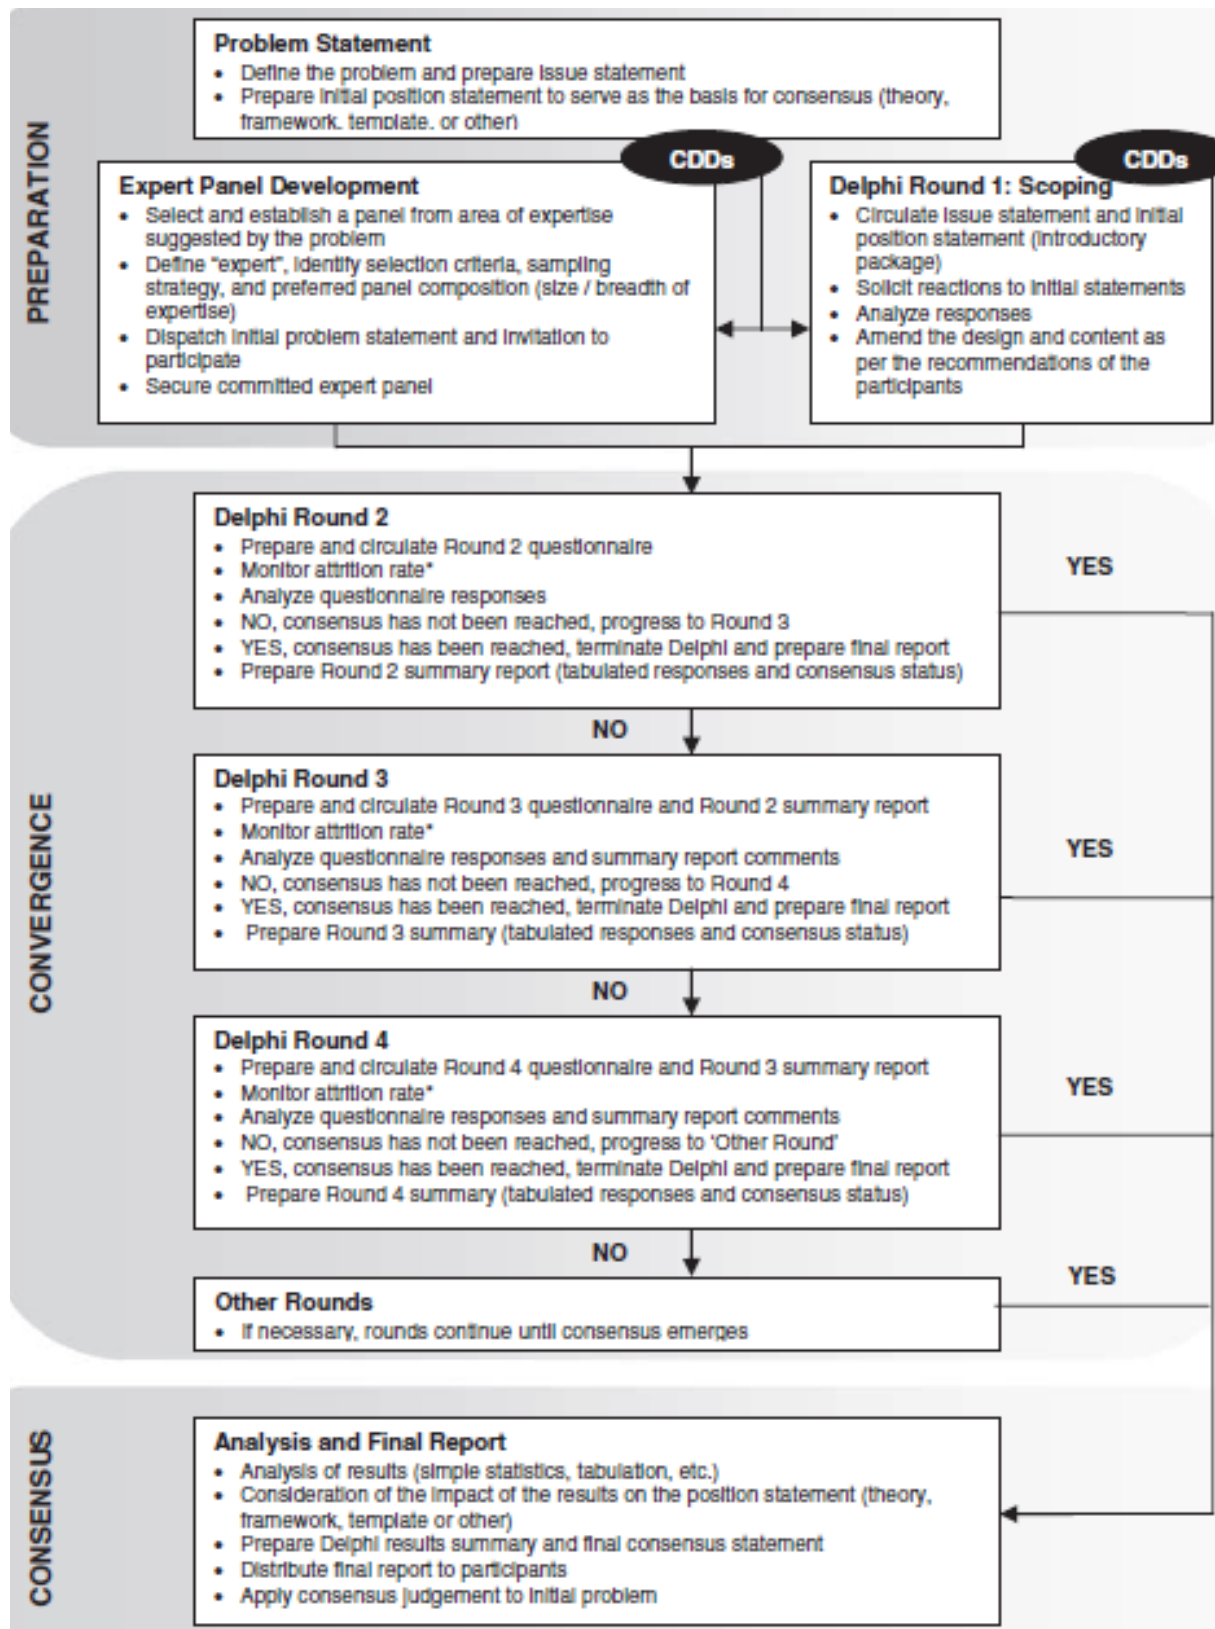 PREPARATION
Problem Statement
• Define the problem and prepare issue statement
• Prepare initial position statement to serve as the basis for consensus (theory,
framework, template, or other)
CDDs
Expert Panel Development
• Select and establish a panel from area of expertise
suggested by the problem
• Define “expert”, identify selection criteria, sampling
strategy, and preferred panel composition (size / breadth of
expertise)
• Dispatch initial problem statement and invitation to
participate
• Secure committed expert panel
CDDs
Delphi Round 1: Scoping
• Circulate issue statement and initial
position statement (introductory
package)
• Solicit reactions to initial statements
• Analyze responses
• Amend the design and content as
per the recommendations of the
participants
CONVERGENCE
Delphi Round 2
• Prepare and circulate Round 2 questionnaire
• Monitor attrition rate*
• Analyze questionnaire responses
• NO, consensus has not been reached, progress to Round 3
• YES, consensus has been reached, terminate Delphi and prepare final report
• Prepare Round 2 summary report (tabulated responses and consensus status)
YES
NO
Delphi Round 3
• Prepare and circulate Round 3 questionnaire and Round 2 summary report
• Monitor attrition rate*
• Analyze questionnaire responses and summary report comments
• NO, consensus has not been reached, progress to Round 4
• YES, consensus has been reached, terminate Delphi and prepare final report
• Prepare Round 3 summary (tabulated responses and consensus status)
YES
NO
Delphi Round 4
• Prepare and circulate Round 4 questionnaire and Round 3 summary report
• Monitor attrition rate*
• Analyze questionnaire responses and summary report comments
• NO, consensus has not been reached, progress to ‘Other Round’
• YES, consensus has been reached, terminate Delphi and prepare final report
• Prepare Round 4 summary (tabulated responses and consensus status)
YES
NO
Other Rounds
• If necessary, rounds continue until consensus emerges
YES
CONSENSUS
Analysis and Final Report
• Analysis of results (simple statistics, tabulation, etc.)
• Consideration of the impact of the results on the position statement (theory,
framework, template or other)
• Prepare Delphi results summary and final consensus statement
• Distribute final report to participants
• Apply consensus judgement to initial problem